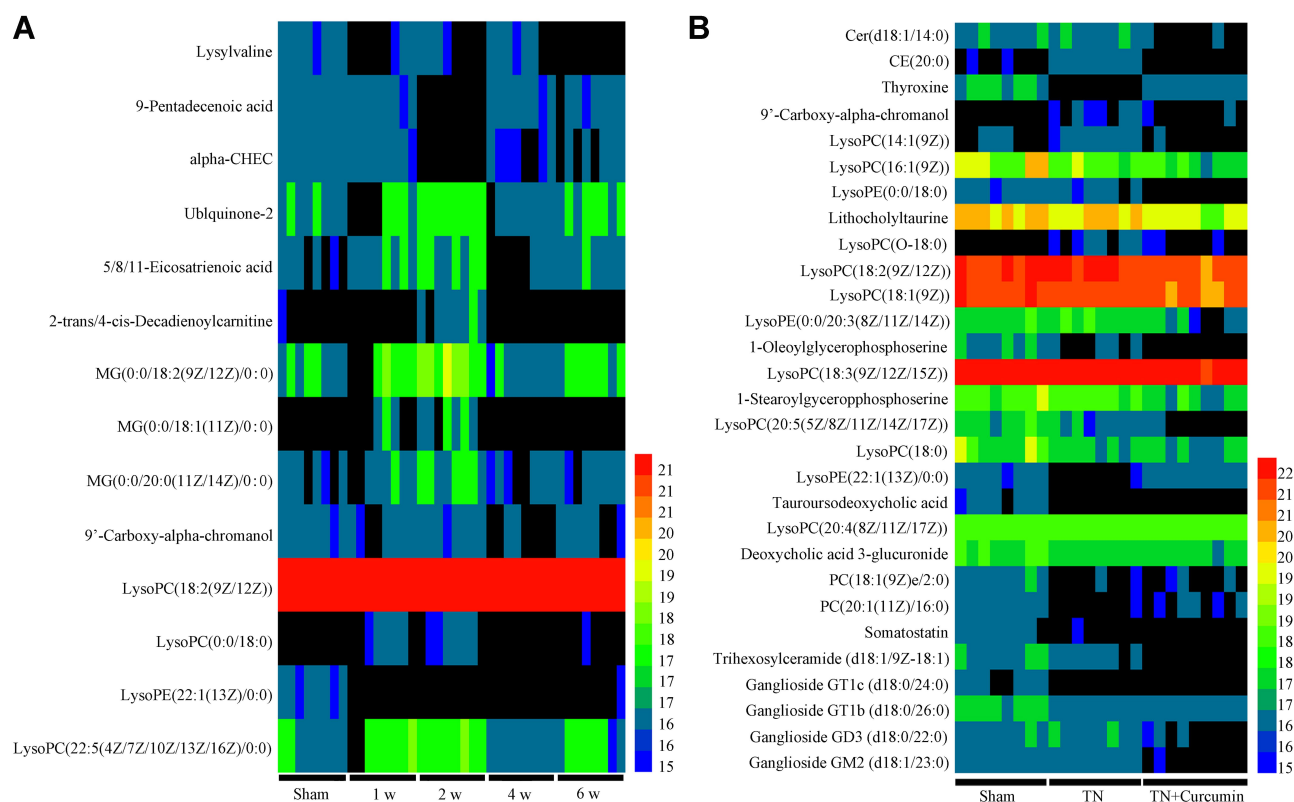 A
Lysylvaline
9-Pentadecenoic acid
alpha-CHEC
Ublquinone-2
5/8/11-Eicosatrienoic acid
2-trans/4-cis-Decadienoylcarnitine
MG(0:0/18:2(9Z/12Z)/0:0)
MG(0:0/18:1(11Z)/0:0)
MG(0:0/20:0(11Z/14Z)/0:0)
9'-Carboxy-alpha-chromanol
LysoPC(18:2(9Z/12Z))
LysoPC(0:0/18:0)
LysoPE(22:1(13Z)/0:0)
LysoPC(22:5(4Z/7Z/10Z/13Z/16Z)/0:0)
Sham 1 w 2 w 4 w 6 w
21
21
21
20
20
19
19
18
18
17
17
17
16
16
15
B
Cer(d18:1/14:0)
CE(20:0)
Thyroxine
9'-Carboxy-alpha-chromanol
LysoPC(14:1(9Z))
LysoPC(16:1(9Z))
LysoPE(0:0/18:0)
Lithocholyltaurine
LysoPC(O-18:0)
LysoPC(18:2(9Z/12Z))
LysoPC(18:1(9Z))
LysoPE(0:0/20:3(8Z/11Z/14Z))
1-Oleoylglycerophosphoserine
LysoPC(18:3(9Z/12Z/15Z))
1-Stearoylgceropphosphoserine
LysoPC(20:5(5Z/8Z/11Z/14Z/17Z))
LysoPC(18:0)
LysoPE(22:1(13Z)/0:0)
Tauroursodeoxycholic acid
LysoPC(20:4(8Z/11Z/17Z))
Deoxycholic acid 3-glucuronide
PC(18:1(9Z)e/2:0)
PC(20:1(11Z)/16:0)
Somatostatin
Trihexosylceramide (d18:1/9Z-18:1)
Ganglioside GT1c (d18:0/24:0)
Ganglioside GT1b (d18:0/26:0)
Ganglioside GD3 (d18:0/22:0)
Ganglioside GM2 (d18:1/23:0)
Sham TN TN+Curcumin
22
21
21
20
20
19
19
19
18
18
17
17
16
16
15